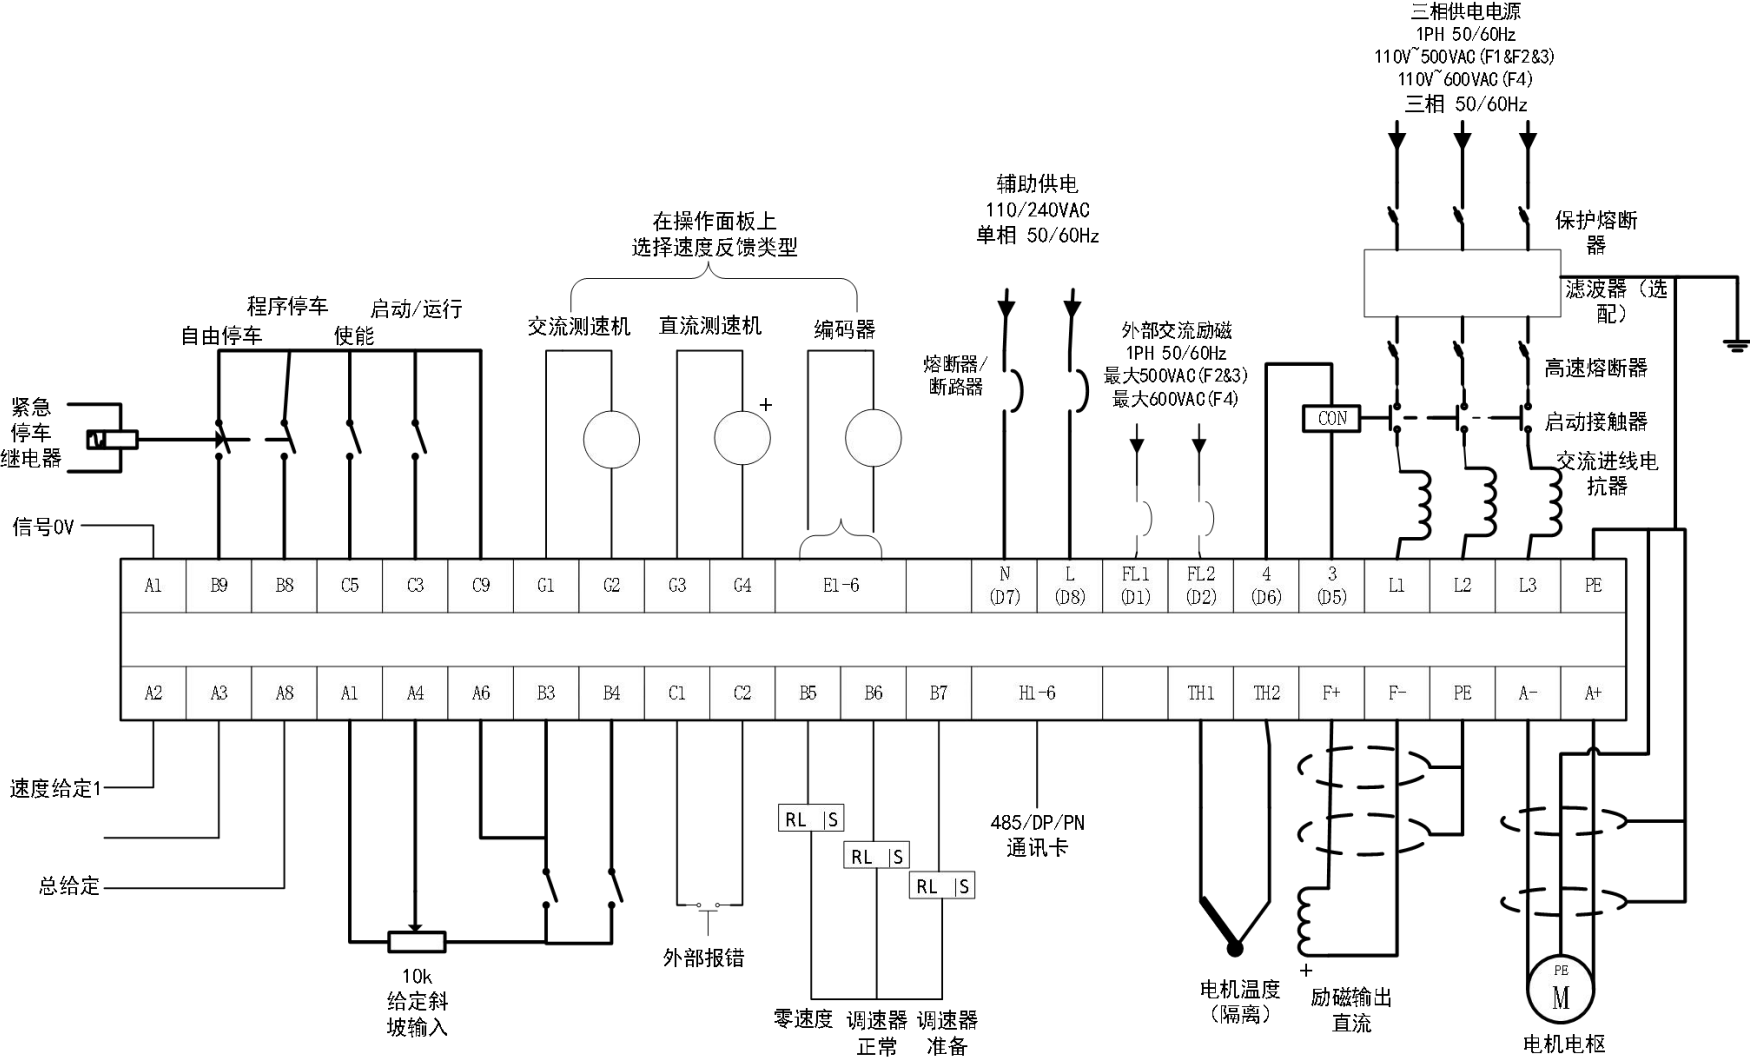 三相供电电源
1PH 50/60Hz
110V~500VAC(F1&F2&3)
110V~600VAC(F4)
三相 50/60Hz
辅助供电
110/240VAC
单相 50/60Hz
在操作面板上
选择速度反馈类型
保护熔断
器
滤波器（选
配）
程序停车
启动/运行
自由停车
使能
交流测速机
直流测速机
编码器
外部交流励磁
1PH 50/60Hz
最大500VAC(F2&3)
最大600VAC(F4)
熔断器/
断路器
高速熔断器
紧急
停车
继电器
+
CON
启动接触器
交流进线电
抗器
信号0V
A1
B9
B8
C5
C3
C9
G1
G2
G3
G4
E1-6
N
(D7)
L
(D8)
FL1
(D1)
FL2
(D2)
4
(D6)
3
(D5)
L1
L2
L3
PE
A2
A3
A8
A1
A4
A6
B3
B4
C1
C2
B5
B6
B7
H1-6
TH1
TH2
F+
F-
PE
A-
A+
速度给定1
RL |S
RL |S
RL |S
485/DP/PN
通讯卡
总给定
外部报错
10k
给定斜
坡输入
零速度
调速器
正常
调速器
准备
电机温度
（隔离）
+
励磁输出
直流
PE
M
电机电枢